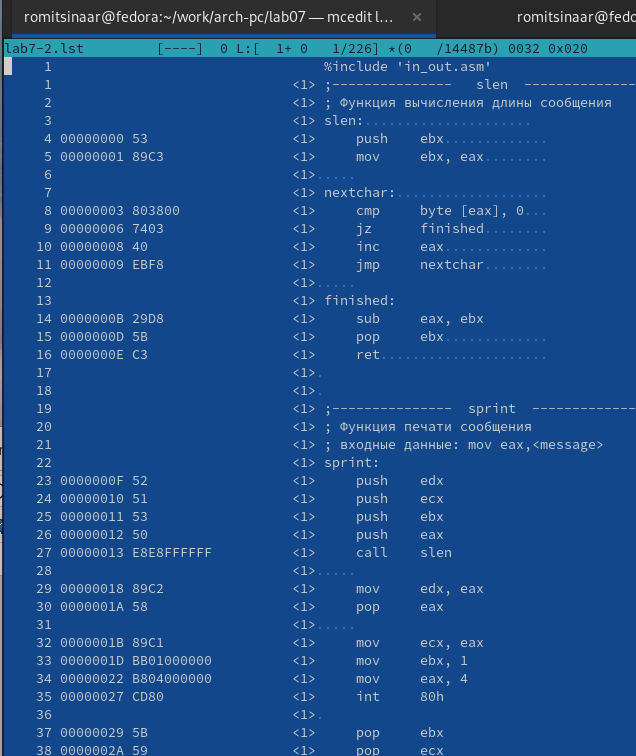 romitsinaar@fedora:~/work/arch-pc/lab07 — mcedit l… × romitsinaar@fedo
lab7-2.lst [----] 0 L:[ 1+ 0 1/226] *(0 /14487b) 0032 0x020
1 %include 'in_out.asm'
1 <1> ;--------------- slen --------------
2 <1> ; Функция вычисления длины сообщения
3 <1> slen:
4 00000000 53 <1> push ebx
5 00000001 89C3 <1> mov ebx, eax
6 <1>
7 <1> nextchar:
8 00000003 803800 <1> cmp byte [eax], 0
9 00000006 7403 <1> jz finished
10 00000008 40 <1> inc eax
11 00000009 EBF8 <1> jmp nextchar
12 <1>
13 <1> finished:
14 0000000B 29D8 <1> sub eax, ebx
15 0000000D 5B <1> pop ebx
16 0000000E C3 <1> ret
17 <1>
18 <1>
19 <1> ;--------------- sprint -------------
20 <1> ; Функция печати сообщения
21 <1> ; входные данные: mov eax,<message>
22 <1> sprint:
23 0000000F 52 <1> push edx
24 00000010 51 <1> push ecx
25 00000011 53 <1> push ebx
26 00000012 50 <1> push eax
27 00000013 E8E8FFFFFF <1> call slen
28 <1>
29 00000018 89C2 <1> mov edx, eax
30 0000001A 58 <1> pop eax
31 <1>
32 0000001B 89C1 <1> mov ecx, eax
33 0000001D BB01000000 <1> mov ebx, 1
34 00000022 B804000000 <1> mov eax, 4
35 00000027 CD80 <1> int 80h
36 <1>
37 00000029 5B <1> pop ebx
38 0000002A 59 <1> pop ecx